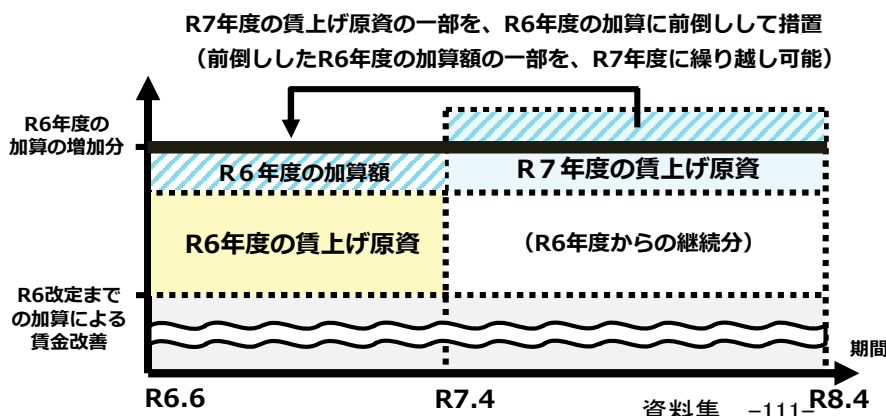 R7年度の賃上げ原資の一部を、R6年度の加算に前倒しして措置
（前倒ししたR6年度の加算額の一部を、R7年度に繰り越し可能）
R6年度の
加算の増加分
R６年度の加算額
R７年度の賃上げ原資
R6年度の賃上げ原資
（R6年度からの継続分）
R6改定まで
の加算による
賃金改善
期間
R6.6
R7.4
R8.4
資料集 －111－